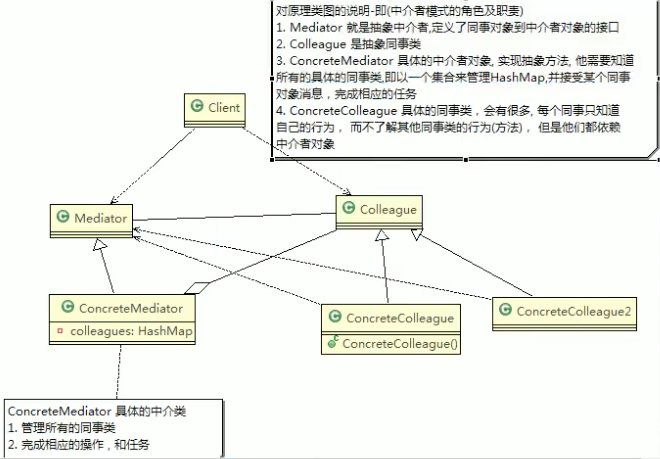 对原理类图的说明-即(中介者模式的角色及职责)
1. Mediator 就是抽象中介者,定义了同事对象到中介者对象的接口
2. Colleague 是抽象同事类
3. ConcreteMediator 具体的中介者对象, 实现抽象方法, 他需要知道
所有的具体的同事类,即以一个集合来管理HashMap,并接受某个同事
对象消息，完成相应的任务
4. ConcreteColleague 具体的同事类，会有很多, 每个同事只知道
自己的行为， 而不了解其他同事类的行为(方法)， 但是他们都依赖
中介者对象
Client
Mediator
Colleague
ConcreteMediator
colleagues: HashMap
ConcreteColleague
ConcreteColleague()
ConcreteColleague2
ConcreteMediator 具体的中介类
1. 管理所有的同事类
2. 完成相应的操作，和任务